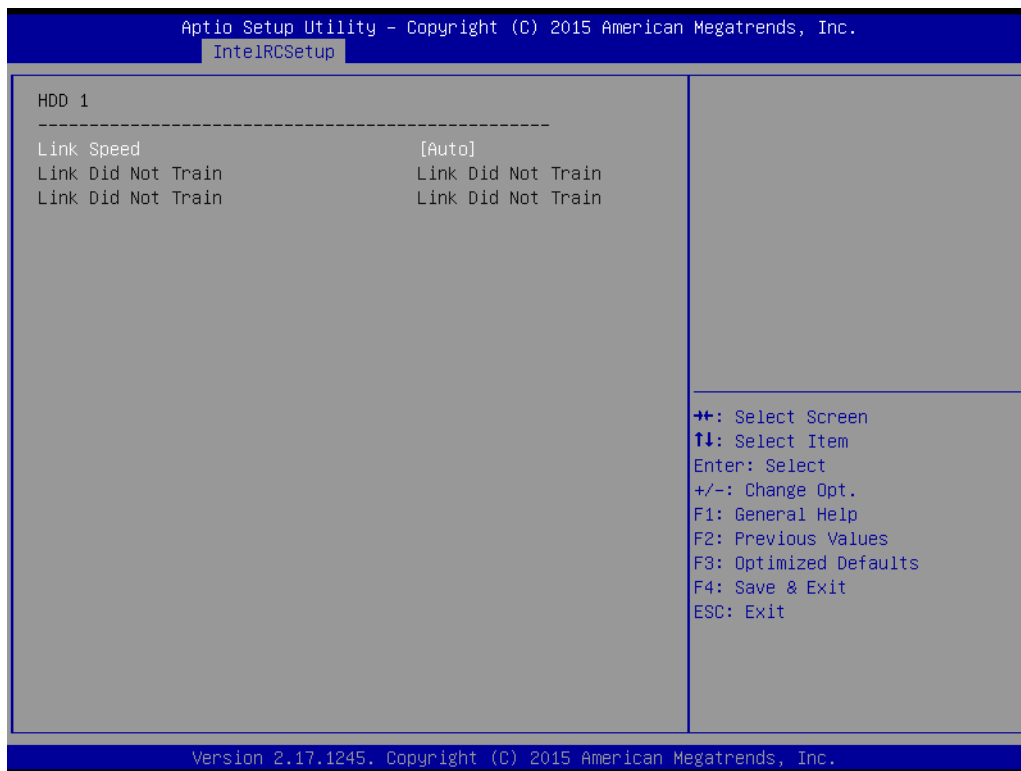 Aptio Setup Utility – Copyright (C) 2015 American Megatrends, Inc.
IntelRCSetup
HDD 1
--------------------------------------------------
Link Speed [Auto]
Link Did Not Train Link Did Not Train
Link Did Not Train Link Did Not Train
→←: Select Screen
↑↓: Select Item
Enter: Select
+/-: Change Opt.
F1: General Help
F2: Previous Values
F3: Optimized Defaults
F4: Save & Exit
ESC: Exit
Version 2.17.1245. Copyright (C) 2015 American Megatrends, Inc.